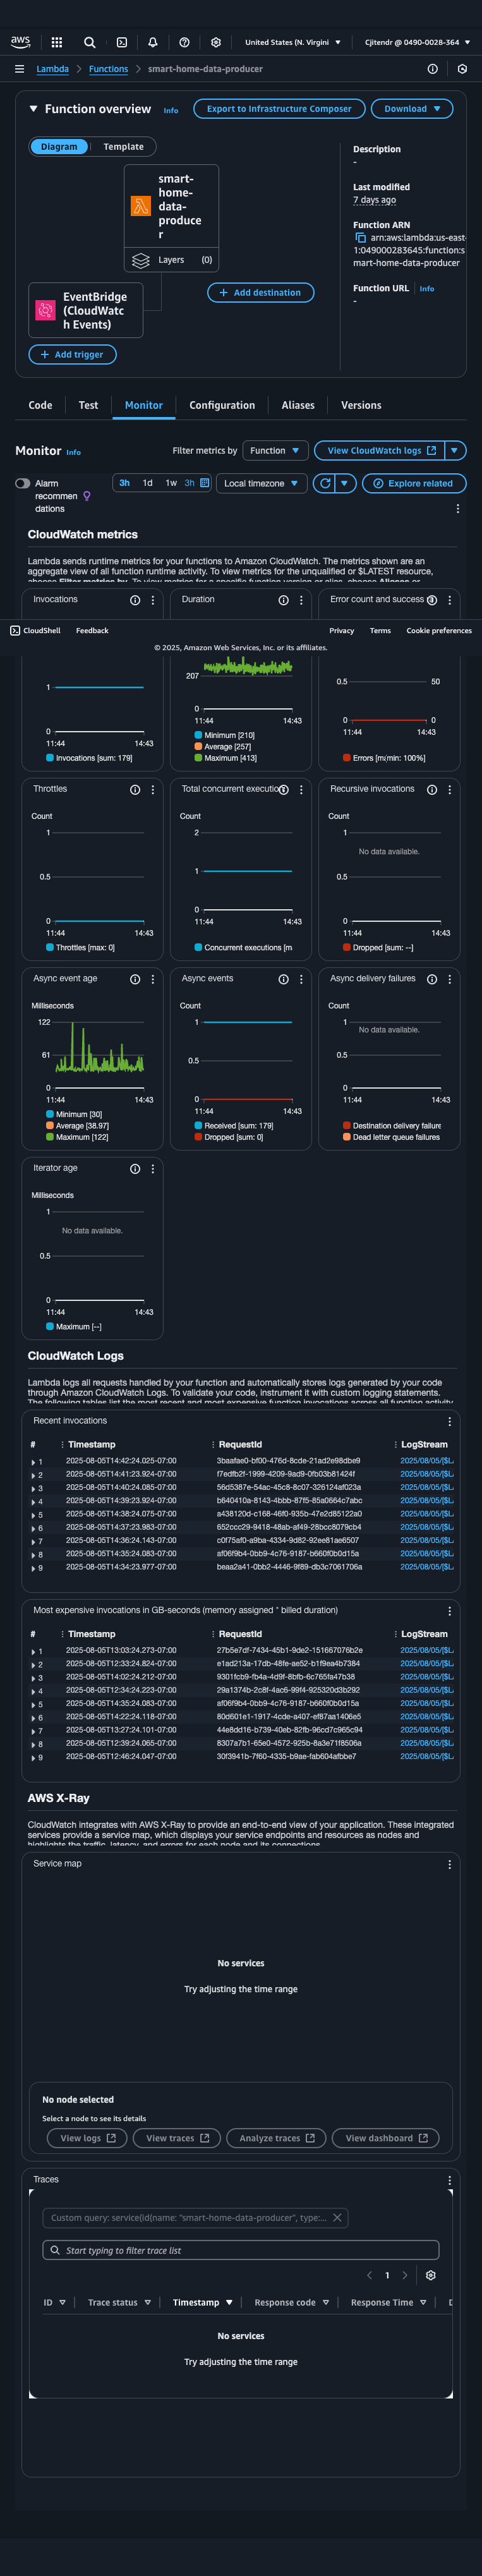 aws
United States (N. Virgini
Cjitendr @ 0490-0028-364
Lambda
Functions
smart-home-data-producer
Function overview
Info
Export to Infrastructure Composer
Download
Diagram
Template
smart-
home-
data-
produce
r
Layers
(0)
EventBridge
(CloudWatc
h Events)
Add destination
Add trigger
Description
-
Last modified
7 days ago
Function ARN
arn:aws:lambda:us-east-
1:049000283645:function:s
mart-home-data-producer
Function URL
Info
-
Code
Test
Monitor
Configuration
Aliases
Versions
Monitor
Info
Filter metrics by
Function
View CloudWatch logs
Alarm
recommen
dations
3h
1d
1w
3h
Local timezone
Explore related
CloudWatch metrics
Lambda sends runtime metrics for your functions to Amazon CloudWatch. The metrics shown are an
aggregate view of all function runtime activity. To view metrics for the unqualified or $LATEST resource,
choose Filter metrics by. To view metrics for a specific function version or alias, choose Aliases or
Invocations
Duration
Error count and success
CloudShell
Feedback
Privacy
Terms
Cookie preferences
© 2025, Amazon Web Services, Inc. or its affiliates.
1
0
11:44
14:43
Invocations [sum: 179]
207
0
11:44
14:43
Minimum [210]
Average [257]
Maximum [413]
0.5
50
0
0
11:44
14:43
Errors [m
min: 100%]
Throttles
Count
1
0.5
0
11:44
14:43
Throttles [max: 0]
Total concurrent execution
Count
2
1
0
11:44
14:43
Concurrent executions [m
Recursive invocations
Count
1
No data available.
0.5
0
11:44
14:43
Dropped [sum: --]
Async event age
Milliseconds
122
61
0
11:44
14:43
Minimum [30]
Average [38.97]
Maximum [122]
Async events
Count
1
0.5
0
11:44
14:43
Received [sum: 179]
Dropped [sum: 0]
Async delivery failures
Count
1
No data available.
0.5
0
11:44
14:43
Destination delivery failure
Dead letter queue failures
Iterator age
Milliseconds
1
No data available.
0.5
0
11:44
14:43
Maximum [--]
CloudWatch Logs
Lambda logs all requests handled by your function and automatically stores logs generated by your code
through Amazon CloudWatch Logs. To validate your code, instrument it with custom logging statements.
The following tables list the most recent and most expensive function invocations across all function activity
Recent invocations
#
Timestamp
RequestId
LogStream
1 2025-08-05T14:42:24.025-07:00 3baafae0-bf00-476d-8cde-21ad2e98dbe9 2025/08/05/[$L
2 2025-08-05T14:41:23.924-07:00 f7edfb2f-1999-4209-9ad9-0fb03b81424f 2025/08/05/[$L
3 2025-08-05T14:40:24.085-07:00 56d5387e-54ac-45c8-8c07-326124af023a 2025/08/05/[$L
4 2025-08-05T14:39:23.924-07:00 b640410a-8143-4bbb-87f5-85a0664c7abc 2025/08/05/[$L
5 2025-08-05T14:38:24.075-07:00 a438120d-c168-46f0-935b-47e2d85122a0 2025/08/05/[$L
6 2025-08-05T14:37:23.983-07:00 652ccc29-9418-48ab-af49-28bcc8079cb4 2025/08/05/[$L
7 2025-08-05T14:36:24.143-07:00 c0f75af0-a9ba-4334-9d82-92ee81ae6507 2025/08/05/[$L
8 2025-08-05T14:35:24.083-07:00 af06f9b4-0bb9-4c76-9187-b660f0b0d15a 2025/08/05/[$L
9 2025-08-05T14:34:23.977-07:00 beaa2a41-0bb2-4446-9f89-db3c7061706a 2025/08/05/[$L
Most expensive invocations in GB-seconds (memory assigned * billed duration)
#
Timestamp
RequestId
LogStream
1 2025-08-05T13:03:24.273-07:00 27b5e7df-7434-45b1-9de2-151667076b2e 2025/08/05/[$L
2 2025-08-05T12:33:24.824-07:00 e1ad213a-17db-48fe-ae52-b1f9ea4b7384 2025/08/05/[$L
3 2025-08-05T14:02:24.212-07:00 9301fcb9-fb4a-4d9f-8bfb-6c765fa47b38 2025/08/05/[$L
4 2025-08-05T12:34:24.223-07:00 29a1374b-2c8f-4ac6-99f4-925320d3b292 2025/08/05/[$L
5 2025-08-05T14:35:24.083-07:00 af06f9b4-0bb9-4c76-9187-b660f0b0d15a 2025/08/05/[$L
6 2025-08-05T14:22:24.118-07:00 80d601e1-1917-4cde-a407-ef87aa1406e5 2025/08/05/[$L
7 2025-08-05T13:27:24.101-07:00 44e8dd16-b739-40eb-82fb-96cd7c965c94 2025/08/05/[$L
8 2025-08-05T12:39:24.065-07:00 8307a7b1-65e0-4572-925b-8a3e71f8506a 2025/08/05/[$L
9 2025-08-05T12:46:24.047-07:00 30f3941b-7f60-4335-b9ae-fab604afbbe7 2025/08/05/[$L
AWS X-Ray
CloudWatch integrates with AWS X-Ray to provide an end-to-end view of your application. These integrated
services provide a service map, which displays your service endpoints and resources as nodes and
highlights the traffic, latency, and errors for each node and its connections.
Service map
No services
Try adjusting the time range
No node selected
Select a node to see its details
View logs
View traces
Analyze traces
View dashboard
Traces
Custom query: service(id(name: "smart-home-data-producer", type:...
Start typing to filter trace list
1
ID
Trace status
Timestamp
Response code
Response Time
No services
Try adjusting the time range